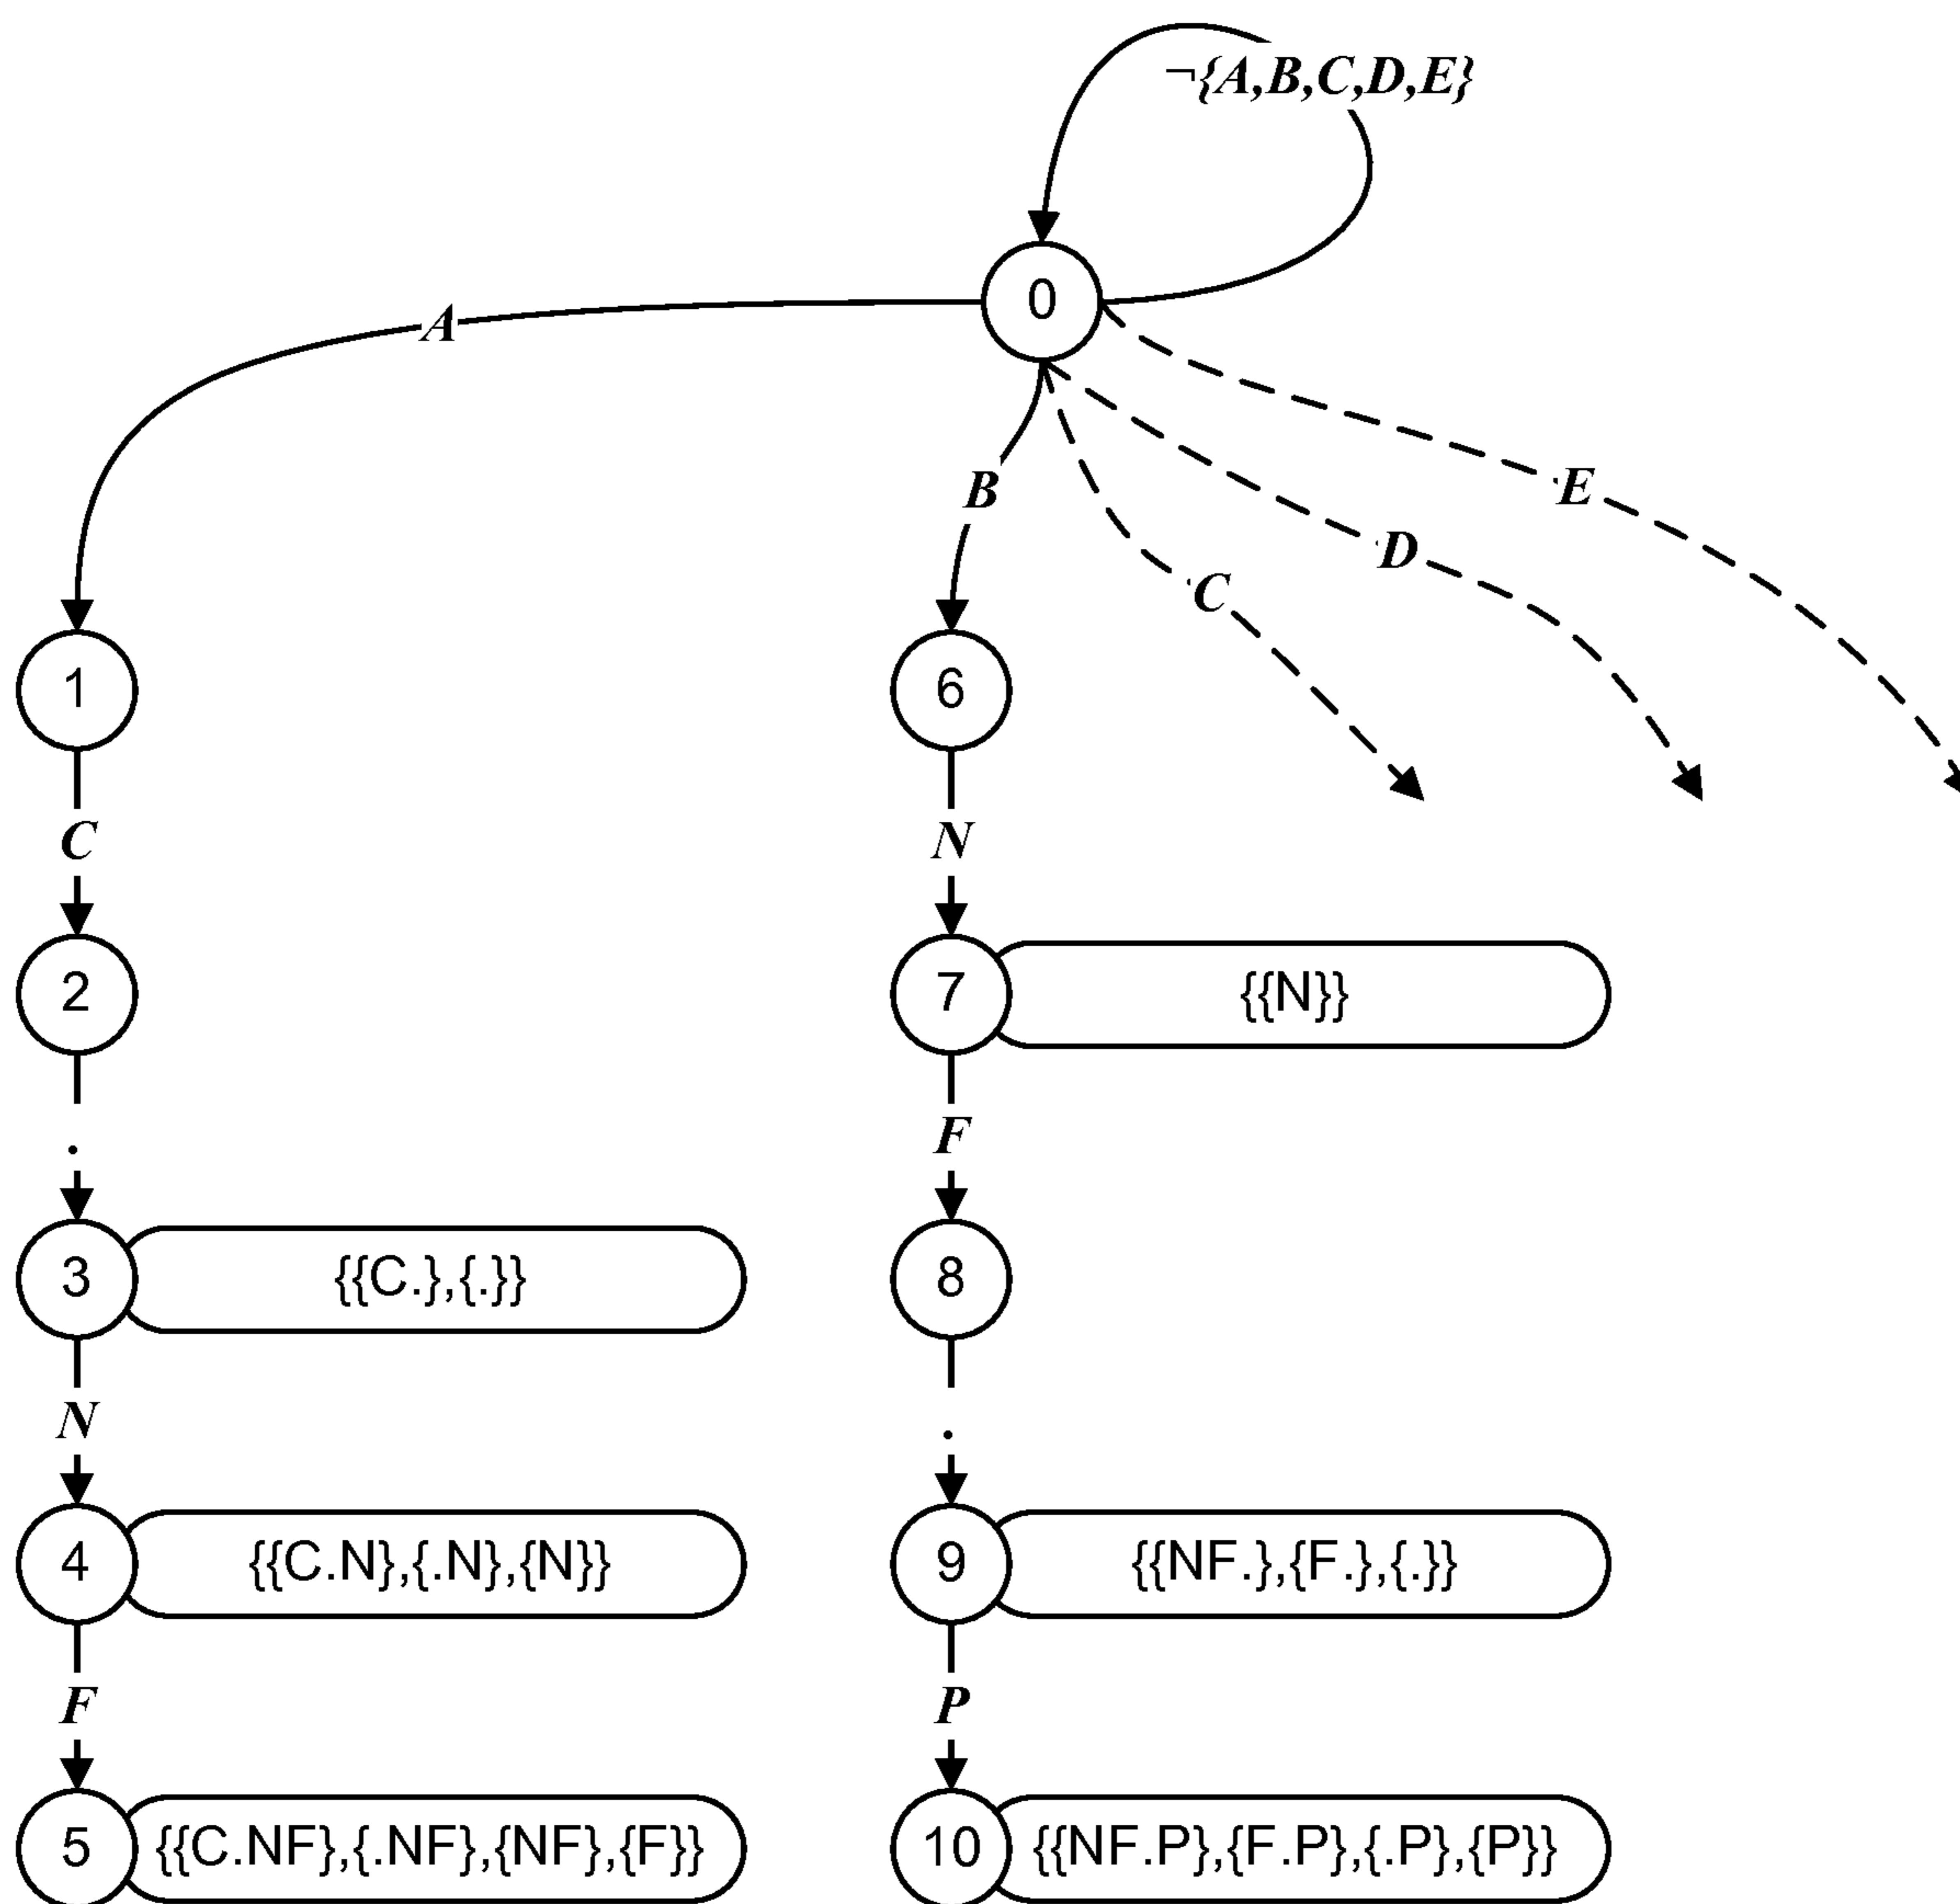 ¬{A,B,C,D,E}
0
A
B
E
D
C
1
6
C
N
2
7
{{N}}
.
F
3
{{C.},{.}}
8
N
.
4
{{C.N},{.N},{N}}
9
{{NF.},{F.},{.}}
F
P
5
{{C.NF},{.NF},{NF},{F}}
10
{{NF.P},{F.P},{.P},{P}}